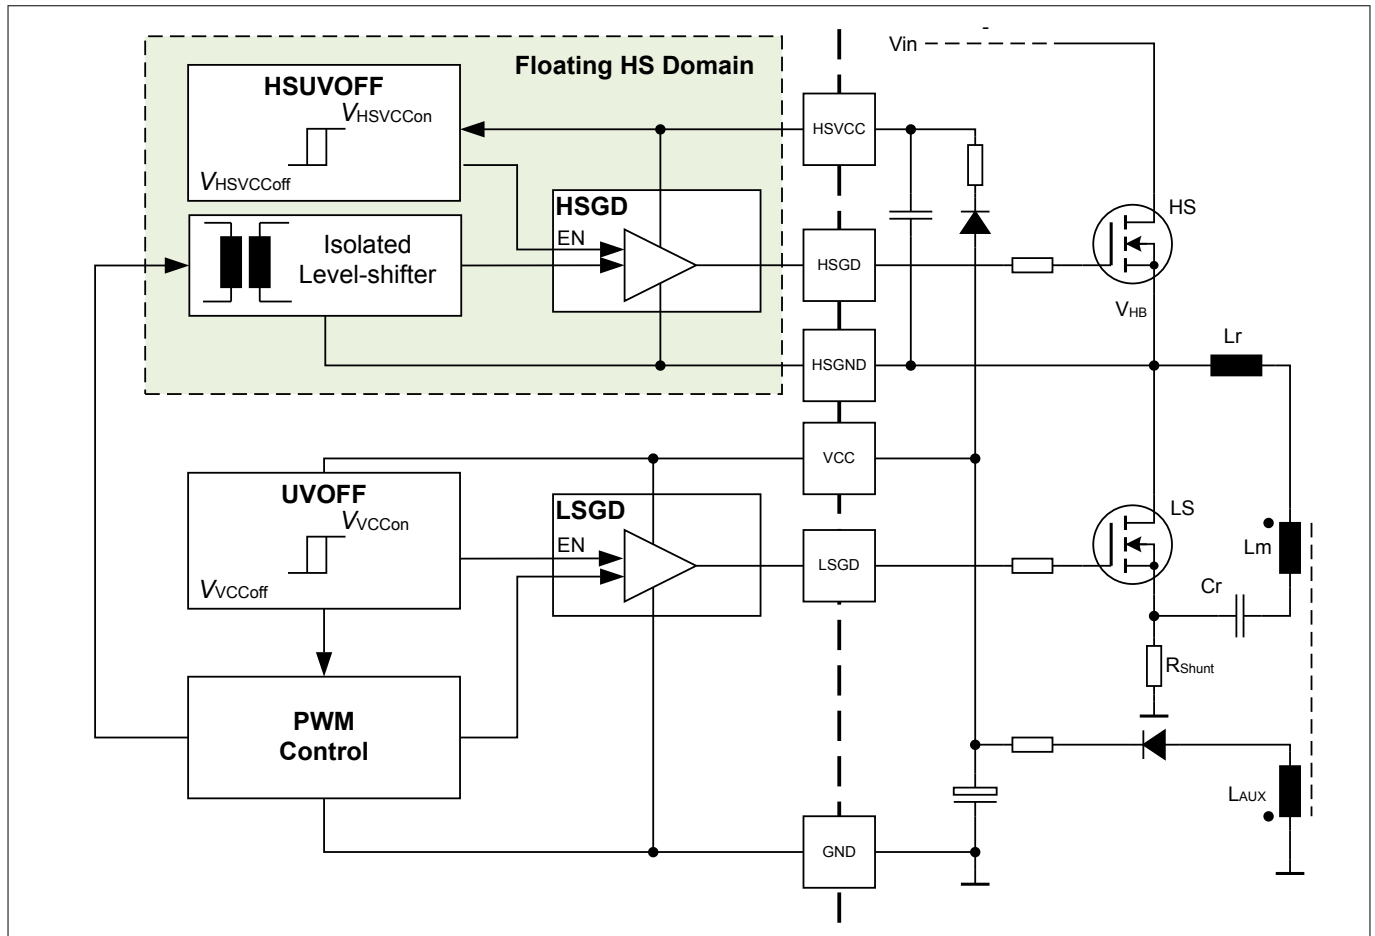 Floating HS Domain
Vin
HSUVOFF
VHSVCCon
VHSVCCoff
HSVCC
HSGD
EN
Isolated
Level-shifter
HSGD
HS
VHB
HSGND
Lr
VCC
UVOFF
VVCCon
VVCCoff
LSGD
EN
LSGD
LS
Lm
Cr
RShunt
PWM
Control
LAUX
GND